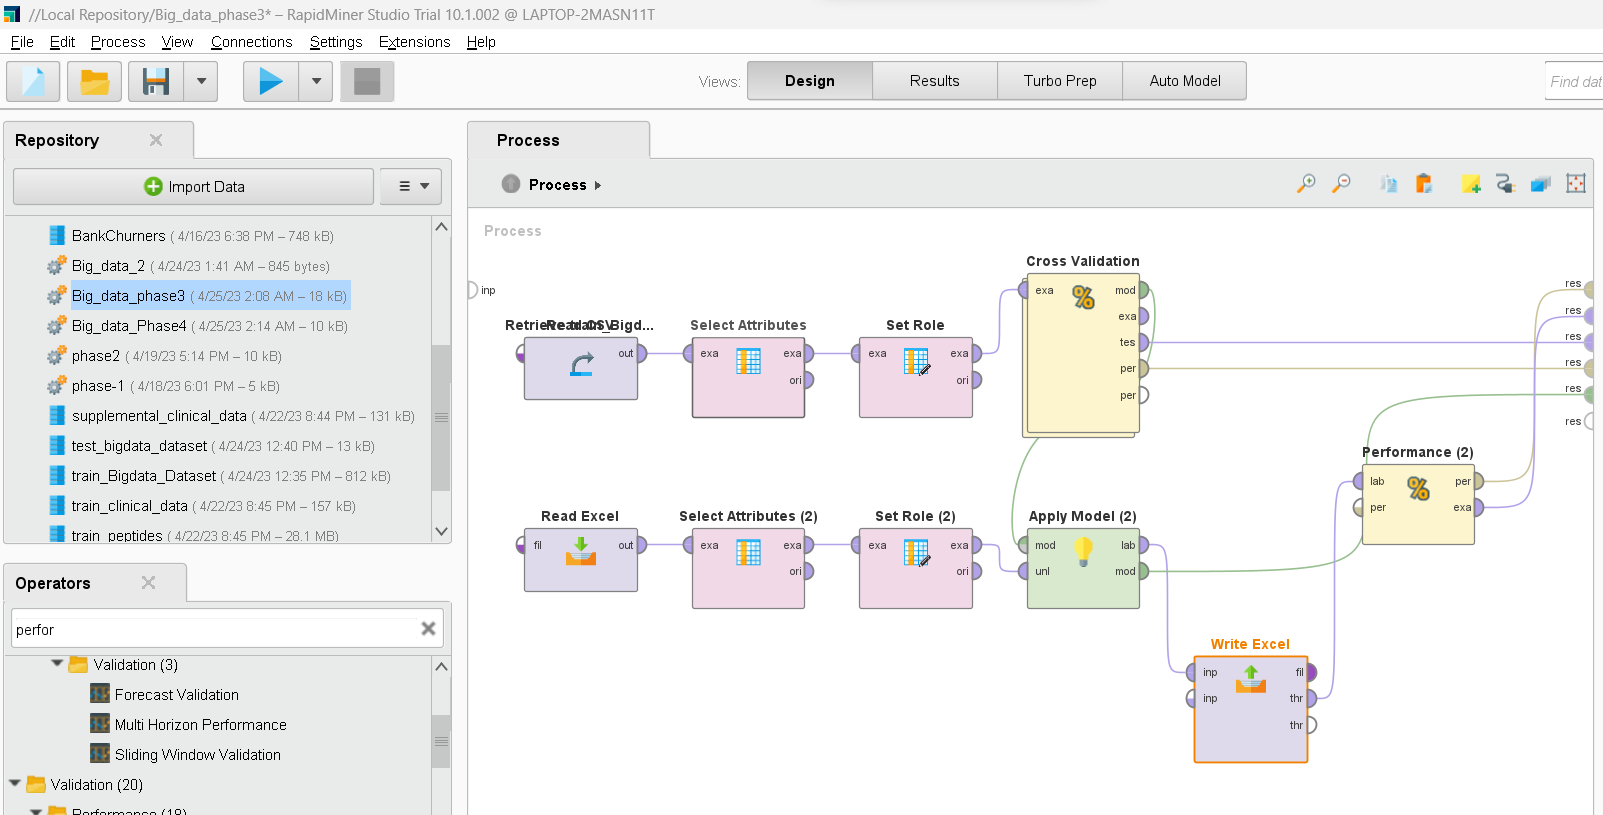 //Local Repository/Big_data_phase3* – RapidMiner Studio Trial 10.1.002 @ LAPTOP-2MASN11T
File Edit Process View Connections Settings Extensions Help
Views: Design Results Turbo Prep Auto Model Find dat
Repository
Import Data
BankChurners ( 4/16/23 6:38 PM – 748 kB)
Big_data_2 ( 4/24/23 1:41 AM – 845 bytes)
Big_data_phase3 ( 4/25/23 2:08 AM – 18 kB)
Big_data_Phase4 ( 4/25/23 2:14 AM – 10 kB)
phase2 ( 4/19/23 5:14 PM – 10 kB)
phase-1 ( 4/18/23 6:01 PM – 5 kB)
supplemental_clinical_data ( 4/22/23 8:44 PM – 131 kB)
test_bigdata_dataset ( 4/24/23 12:40 PM – 13 kB)
train_Bigdata_Dataset ( 4/24/23 12:35 PM – 812 kB)
train_clinical_data ( 4/22/23 8:45 PM – 157 kB)
train_peptides ( 4/22/23 8:45 PM – 28.1 MB)
Operators
perfor
Validation (3)
Forecast Validation
Multi Horizon Performance
Sliding Window Validation
Validation (20)
Performance (18)
Process
Process
Process
inp
Cross Validation
exa mod
exa
tes
per
per
Select Attributes
Set Role
out
exa exa
ori
exa exa
ori
res
res
res
res
res
res
Performance (2)
lab per
per exa
Read Excel
fil out
Select Attributes (2)
exa exa
ori
Set Role (2)
exa exa
ori
Apply Model (2)
mod lab
unl mod
Write Excel
inp fil
inp thr
thr